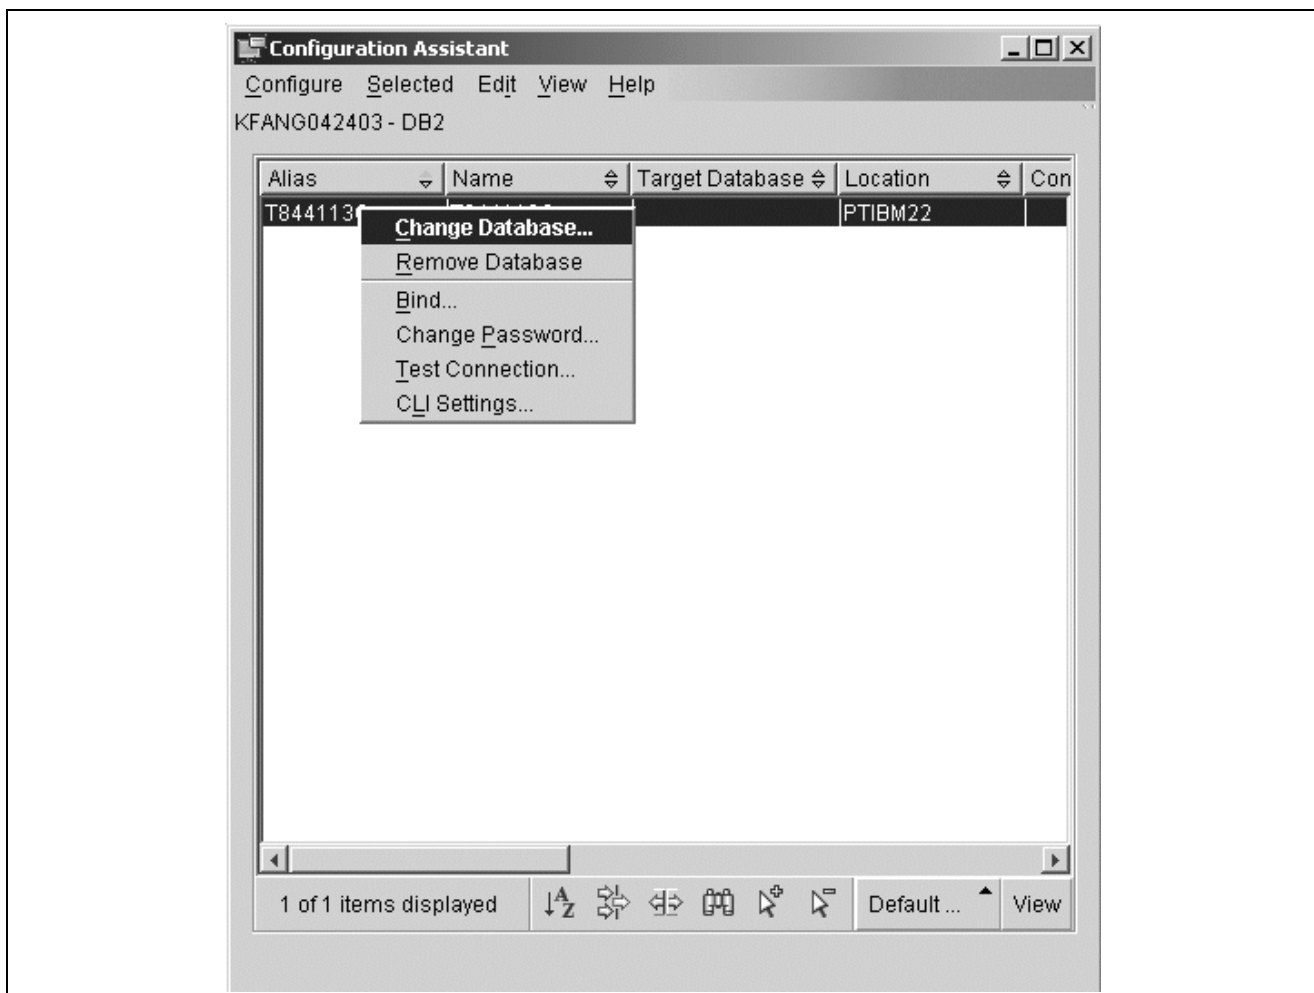 Configuration Assistant
Configure Selected Edit View Help
KFANG042403 - DB2
Alias Name Target Database Location Con
PTIBM22
Change Database...
Remove Database
Bind...
Change Password...
Test Connection...
CLI Settings...
1 of 1 items displayed Default ... View